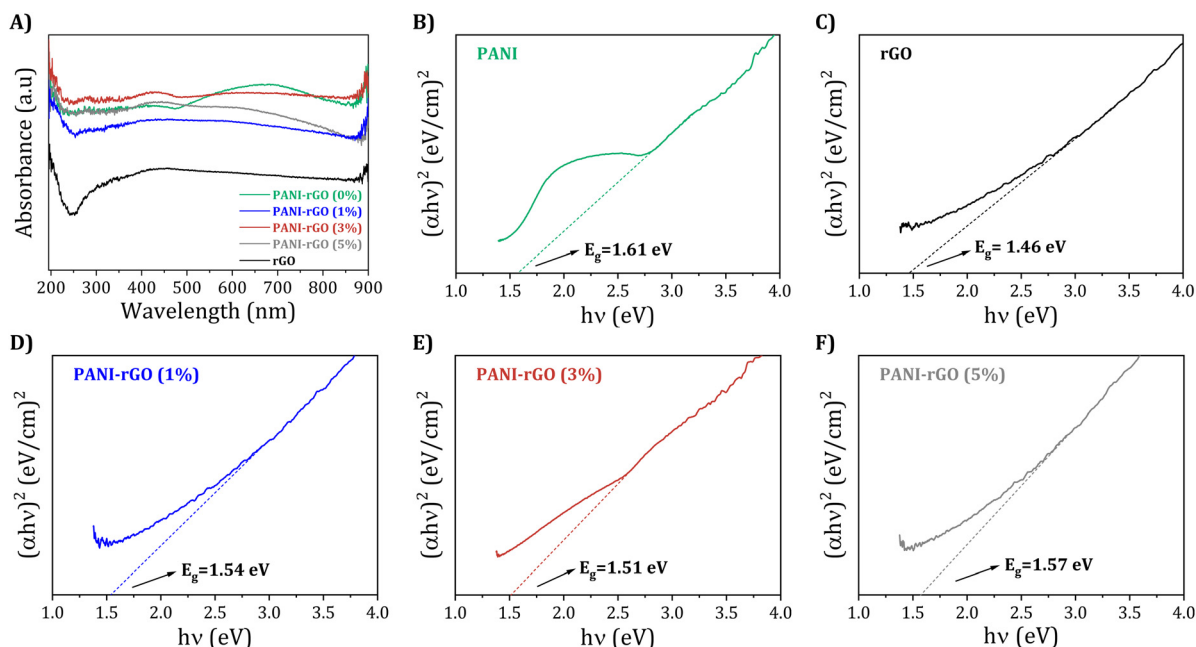 A)
Absorbance (a.u)
PANI-rGO (0%)
PANI-rGO (1%)
PANI-rGO (3%)
PANI-rGO (5%)
rGO
200 300 400 500 600 700 800 900
Wavelength (nm)
B)
PANI
(αhν)² (eV/cm)²
E_g=1.61 eV
1.0 1.5 2.0 2.5 3.0 3.5 4.0
hν (eV)
C)
rGO
(αhν)² (eV/cm)²
E_g= 1.46 eV
1.0 1.5 2.0 2.5 3.0 3.5 4.0
hν (eV)
D)
PANI-rGO (1%)
(αhν)² (eV/cm)²
E_g=1.54 eV
1.0 1.5 2.0 2.5 3.0 3.5 4.0
hν (eV)
E)
PANI-rGO (3%)
(αhν)² (eV/cm)²
E_g=1.51 eV
1.0 1.5 2.0 2.5 3.0 3.5 4.0
hν (eV)
F)
PANI-rGO (5%)
(αhν)² (eV/cm)²
E_g=1.57 eV
1.0 1.5 2.0 2.5 3.0 3.5 4.0
hν (eV)